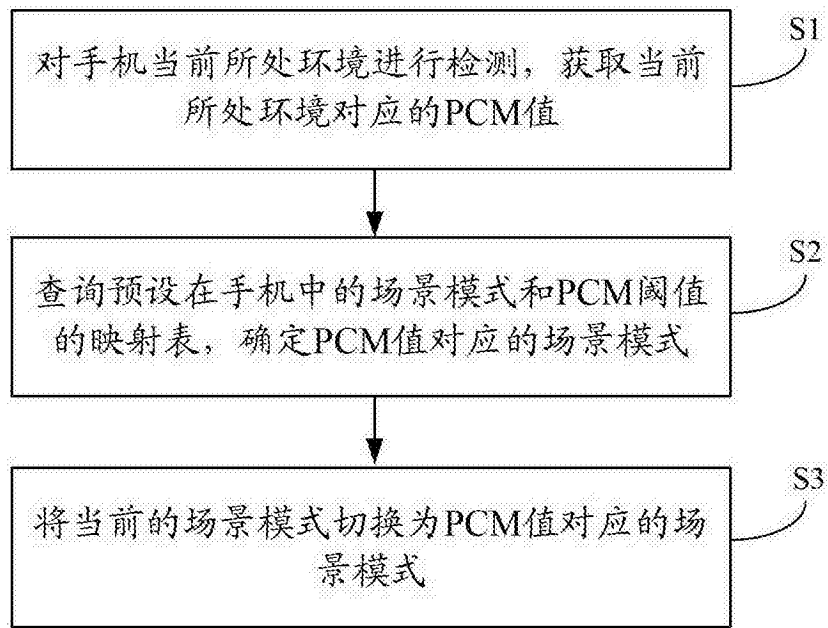 S1
对手机当前所处环境进行检测，获取当前
所处环境对应的PCM值
S2
查询预设在手机中的场景模式和PCM阈值
的映射表，确定PCM值对应的场景模式
S3
将当前的场景模式切换为PCM值对应的场
景模式